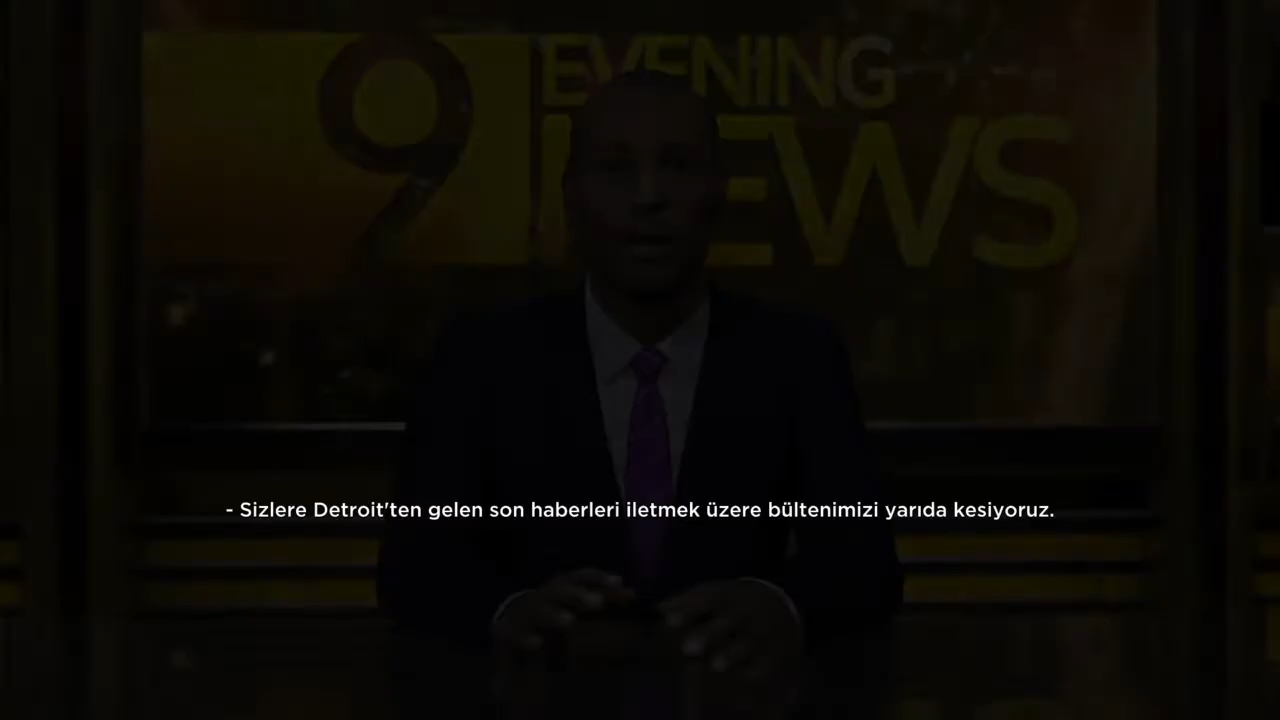 9 EVENING
NEWS
- Sizlere Detroit'ten gelen son haberleri iletmek üzere bültenimizi yarıda kesiyoruz.